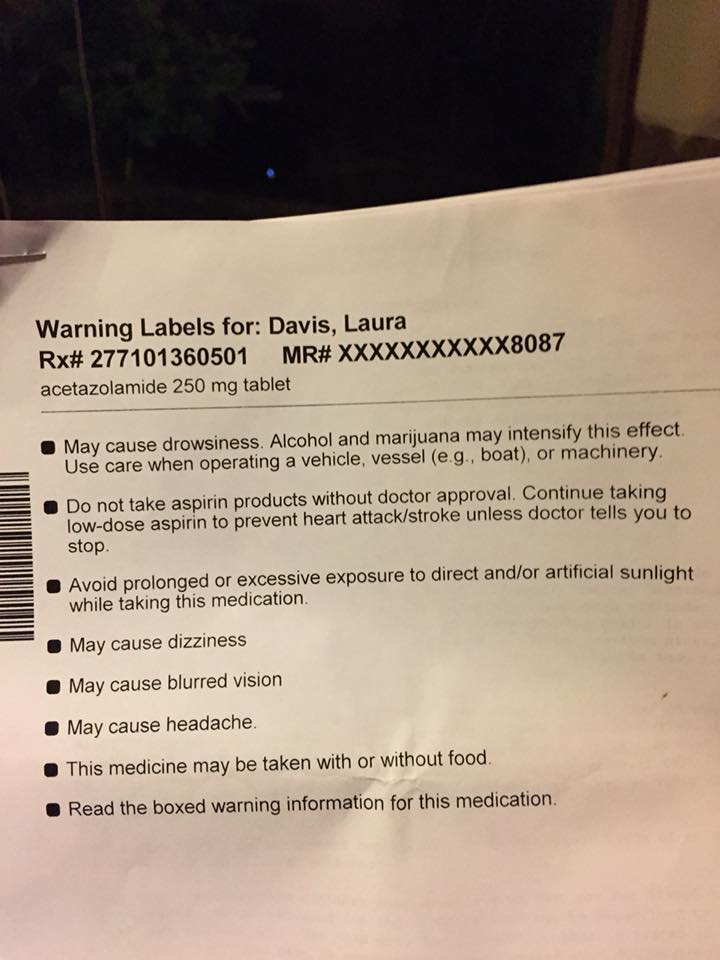 Warning Labels for: Davis, Laura
Rx# 277101360501 MR# XXXXXXXXXXX8087
acetazolamide 250 mg tablet
May cause drowsiness. Alcohol and marijuana may intensify this effect.
Use care when operating a vehicle, vessel (e.g., boat), or machinery.
Do not take aspirin products without doctor approval. Continue taking
low-dose aspirin to prevent heart attack/stroke unless doctor tells you to
stop.
Avoid prolonged or excessive exposure to direct and/or artificial sunlight
while taking this medication.
May cause dizziness
May cause blurred vision
May cause headache.
This medicine may be taken with or without food.
Read the boxed warning information for this medication.